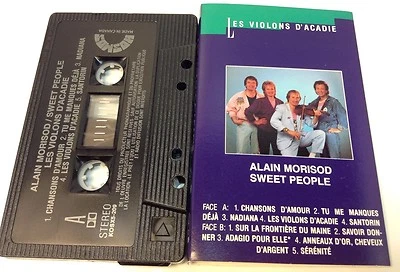 MADE IN CANADA
ALAIN MORISOD / SWEET PEOPLE
LES VIOLONS D'ACADIE
1. CHANSONS D'AMOUR 2. TU ME MANQUES DÉJÀ 3. MADIANA
4. LES VIOLONS D'ACADIE 5. SANTORIN
A
STEREO
LES VIOLONS D'ACADIE
ALAIN MORISOD
SWEET PEOPLE
FACE A: 1. CHANSONS D'AMOUR 2. TU ME MANQUES
DÉJÀ 3. NADIANA 4. LES VIOLONS D'ACADIE 5. SANTORIN
FACE B: 1. SUR LA FRONTIÈRE DU MAINE 2. SAVOIR DON-
NER 3. ADAGIO POUR ELLE* 4. ANNEAUX D'OR, CHEVEUX
D'ARGENT 5. SÉRÉNITÉ